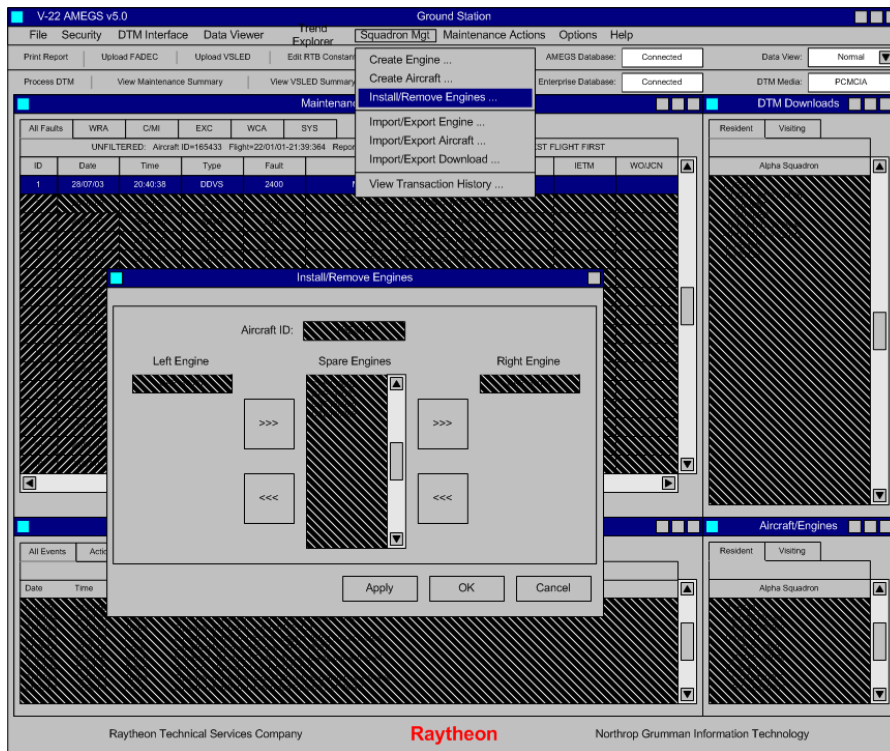 V-22 AMEGS v5.0 Ground Station
File Security DTM Interface Data Viewer Trend Explorer Squadron Mgt Maintenance Actions Options Help
Print Report Upload FADEC Upload VSLED Edit RTB AMEGS Database: Connected Data View: Normal
Process DTM View Maintenance Summary View VSLED Summary Enterprise Database: Connected DTM Media: PCMCIA
Create Engine ...
Create Aircraft ...
Install/Remove Engines ...
Import/Export Engine ...
Import/Export Aircraft ...
Import/Export Download ...
View Transaction History ...
DTM Downloads
All Faults WRA C/MI EXC WCA SYS Resident Visiting
UNFILTERED: Aircraft ID=165433 Flight=22/01/01-21:39:364 FLIGHT FIRST
ID Date Time Type Fault IETM WO/JCN Alpha Squadron
1 28/07/03 20:40:38 DDVS 2400
Install/Remove Engines
Aircraft ID:
Left Engine Spare Engines Right Engine
>>> >>>
<<< <<<
Apply OK Cancel
Aircraft/Engines
All Events Resident Visiting
Date Time Alpha Squadron
Raytheon Technical Services Company Raytheon Northrop Grumman Information Technology